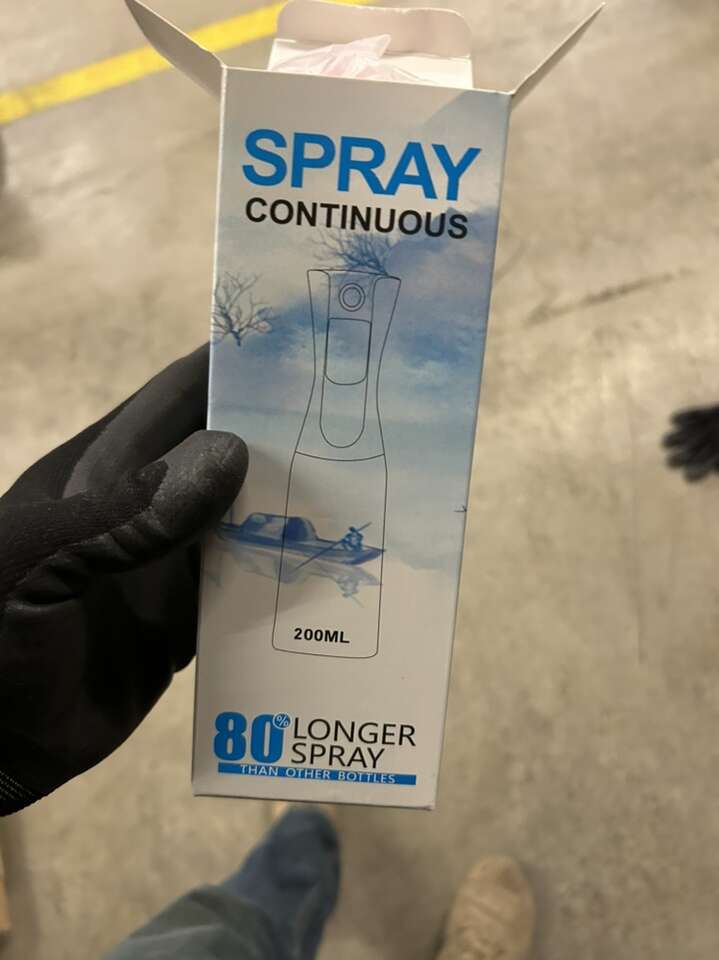 SPRAY
CONTINUOUS
200ML
80% LONGER
SPRAY
THAN OTHER BOTTLES